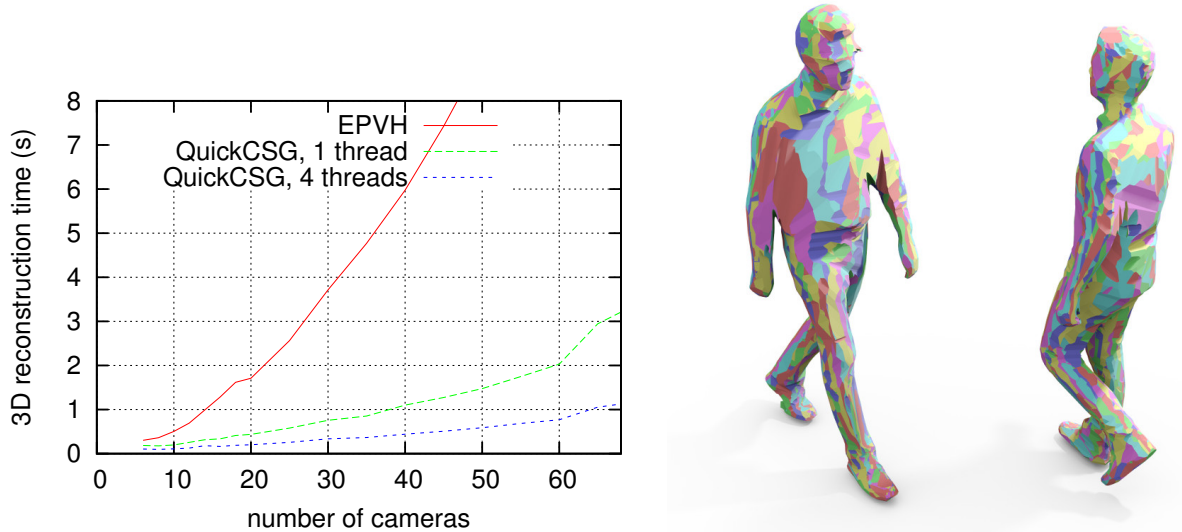 8
7
6
5
4
3
2
1
0
3D reconstruction time (s)
EPVH
QuickCSG, 1 thread
QuickCSG, 4 threads
0 10 20 30 40 50 60
number of cameras